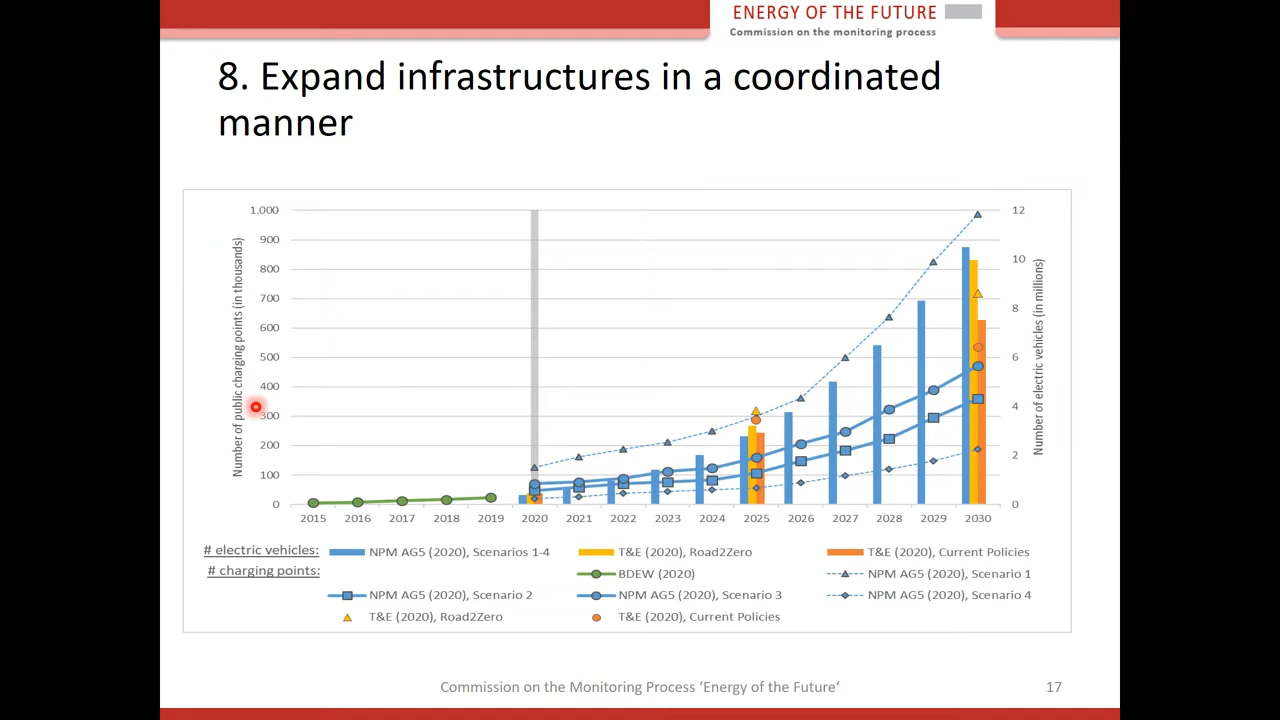 ENERGY OF THE FUTURE
Commission on the monitoring process
8. Expand infrastructures in a coordinated
manner
Number of public charging points (in thousands)
1.000
900
800
700
600
500
400
300
200
100
0
12
10
8
6
4
2
0
Number of electric vehicles (in millions)
2015 2016 2017 2018 2019 2020 2021 2022 2023 2024 2025 2026 2027 2028 2029 2030
# electric vehicles: NPM AG5 (2020), Scenarios 1-4 T&E (2020), Road2Zero T&E (2020), Current Policies
# charging points: BDEW (2020) NPM AG5 (2020), Scenario 1
NPM AG5 (2020), Scenario 2 NPM AG5 (2020), Scenario 3 NPM AG5 (2020), Scenario 4
T&E (2020), Road2Zero T&E (2020), Current Policies
Commission on the Monitoring Process ‘Energy of the Future‘ 17